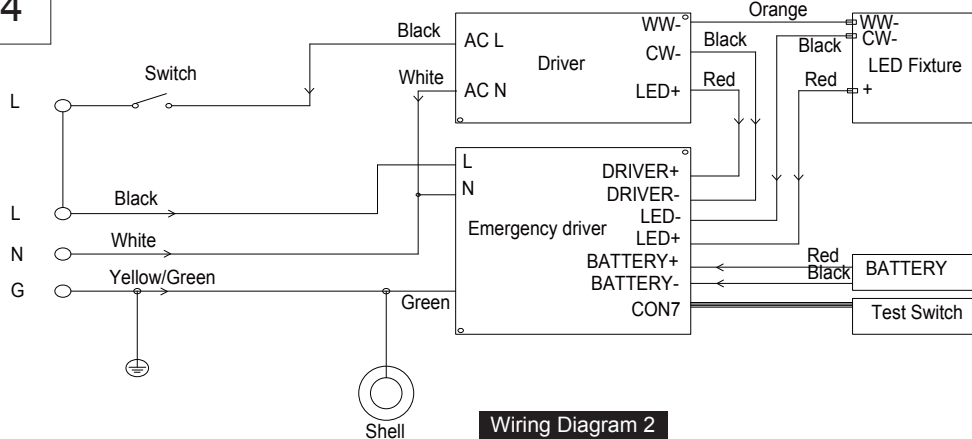 4
Orange
Black
AC L
WW-
WW-
CW-
Black
CW-
Black
Driver
LED Fixture
Switch
White
AC N
Red
LED+
Red
+
L
L
N
DRIVER+
DRIVER-
LED-
LED+
Emergency driver
Black
L
White
N
BATTERY+
Red
BATTERY
Black
BATTERY-
Yellow/Green
G
Green
CON7
Test Switch
Shell
Wiring Diagram 2